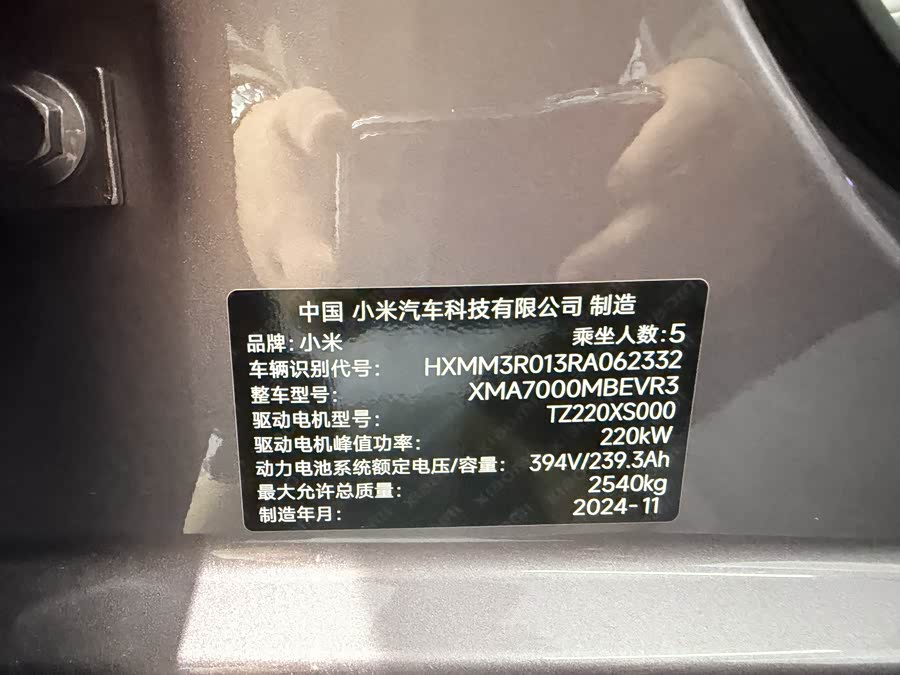 中国 小米汽车科技有限公司 制造
品牌：小米 乘坐人数：5
车辆识别代号： HXMM3R013RA062332
整车型号： XMA7000MBEVR3
驱动电机型号： TZ220XS000
驱动电机峰值功率： 220kW
动力电池系统额定电压/容量： 394V/239.3Ah
最大允许总质量： 2540kg
制造年月： 2024-11